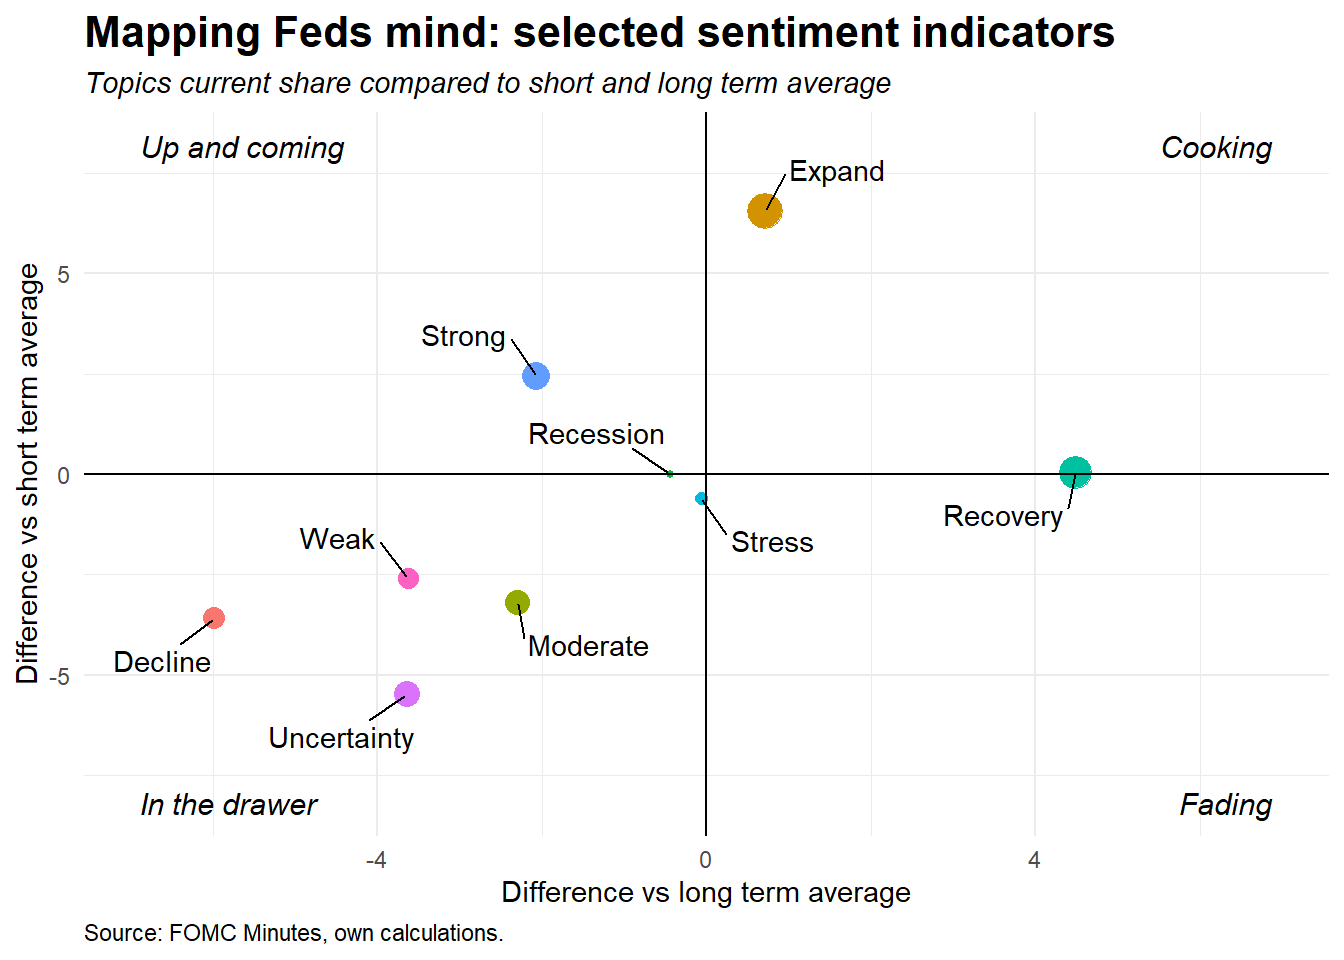 Mapping Feds mind: selected sentiment indicators
Topics current share compared to short and long term average
Up and coming
Cooking
Expand
5
Strong
Recession
0
Recovery
Stress
Weak
Moderate
Decline
-5
Uncertainty
In the drawer
Fading
Difference vs short term average
-4
0
4
Difference vs long term average
Source: FOMC Minutes, own calculations.